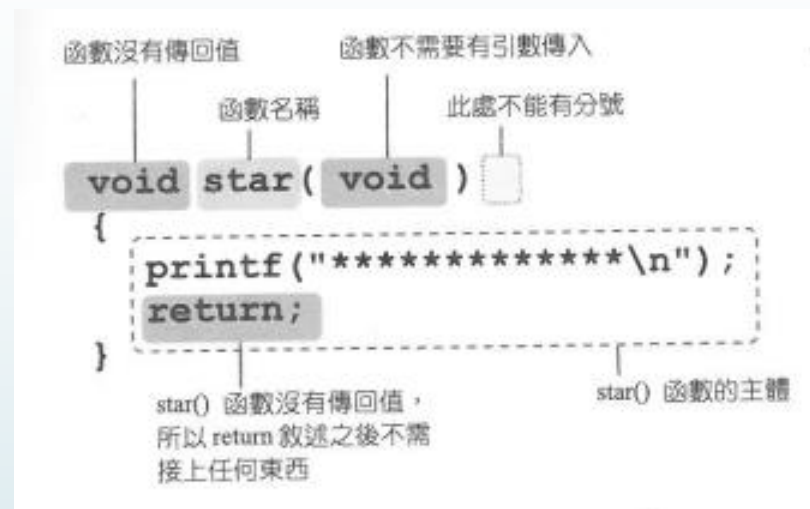 函數沒有傳回值
函數不需要有引數傳入
函數名稱
此處不能有分號
void star( void )
{
printf("*************\n");
return;
}
star() 函數沒有傳回值，
所以 return 敘述之後不需
接上任何東西
star() 函數的主體